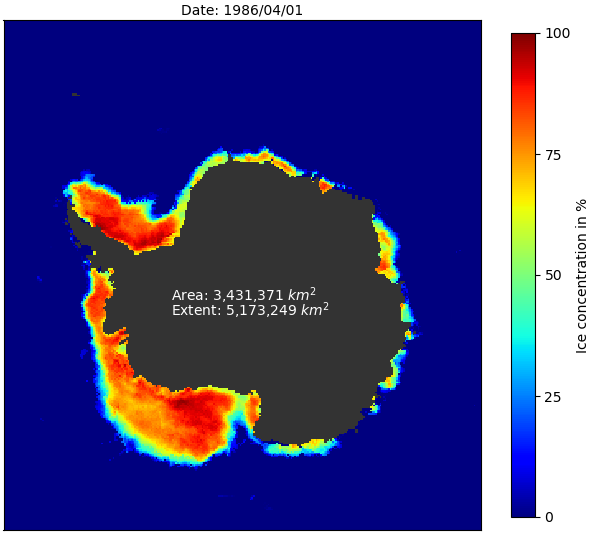 Date: 1986/04/01
100
75
50
25
0
Ice concentration in %
Area: 3,431,371 km²
Extent: 5,173,249 km²